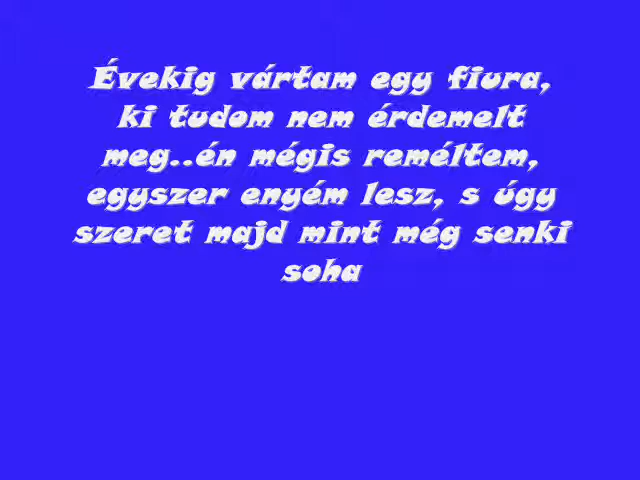 Évekig vártam egy fiura,
ki tudom nem érdemelt
meg..én mégis reméltem,
egyszer enyém lesz, s úgy
szeret majd mint még senki
soha